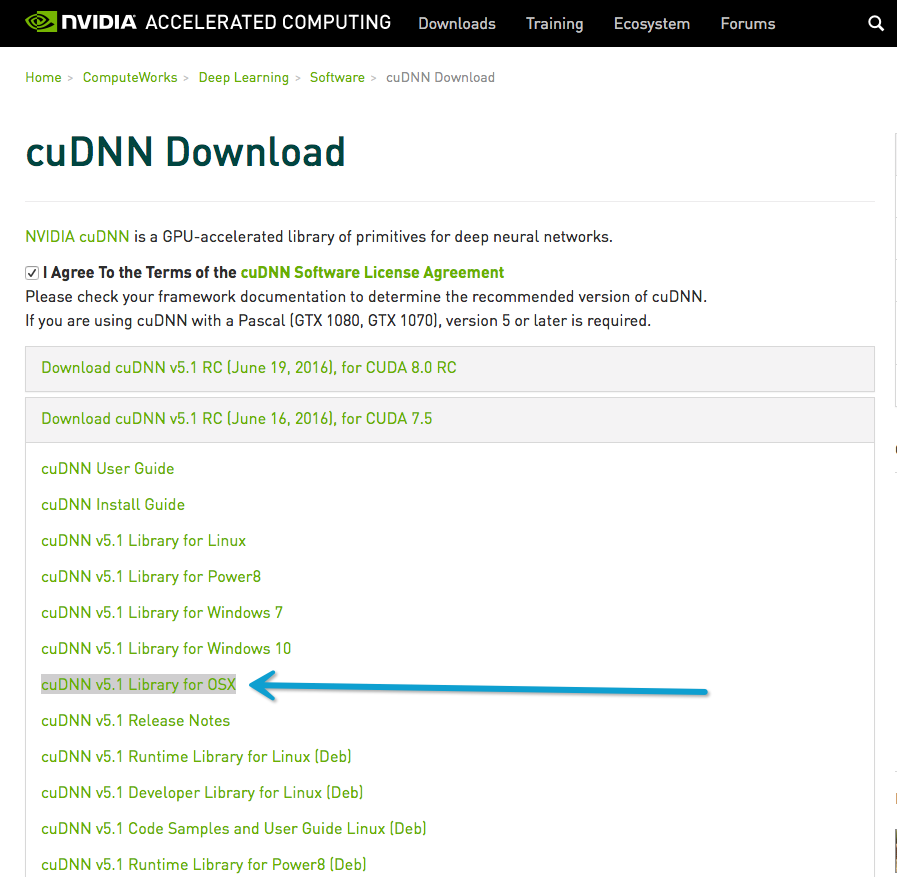 NVIDIA ACCELERATED COMPUTING Downloads Training Ecosystem Forums
Home > ComputeWorks > Deep Learning > Software > cuDNN Download
cuDNN Download
NVIDIA cuDNN is a GPU-accelerated library of primitives for deep neural networks.
I Agree To the Terms of the cuDNN Software License Agreement
Please check your framework documentation to determine the recommended version of cuDNN.
If you are using cuDNN with a Pascal (GTX 1080, GTX 1070), version 5 or later is required.
Download cuDNN v5.1 RC (June 19, 2016), for CUDA 8.0 RC
Download cuDNN v5.1 RC (June 16, 2016), for CUDA 7.5
cuDNN User Guide
cuDNN Install Guide
cuDNN v5.1 Library for Linux
cuDNN v5.1 Library for Power8
cuDNN v5.1 Library for Windows 7
cuDNN v5.1 Library for Windows 10
cuDNN v5.1 Library for OSX
cuDNN v5.1 Release Notes
cuDNN v5.1 Runtime Library for Linux (Deb)
cuDNN v5.1 Developer Library for Linux (Deb)
cuDNN v5.1 Code Samples and User Guide Linux (Deb)
cuDNN v5.1 Runtime Library for Power8 (Deb)